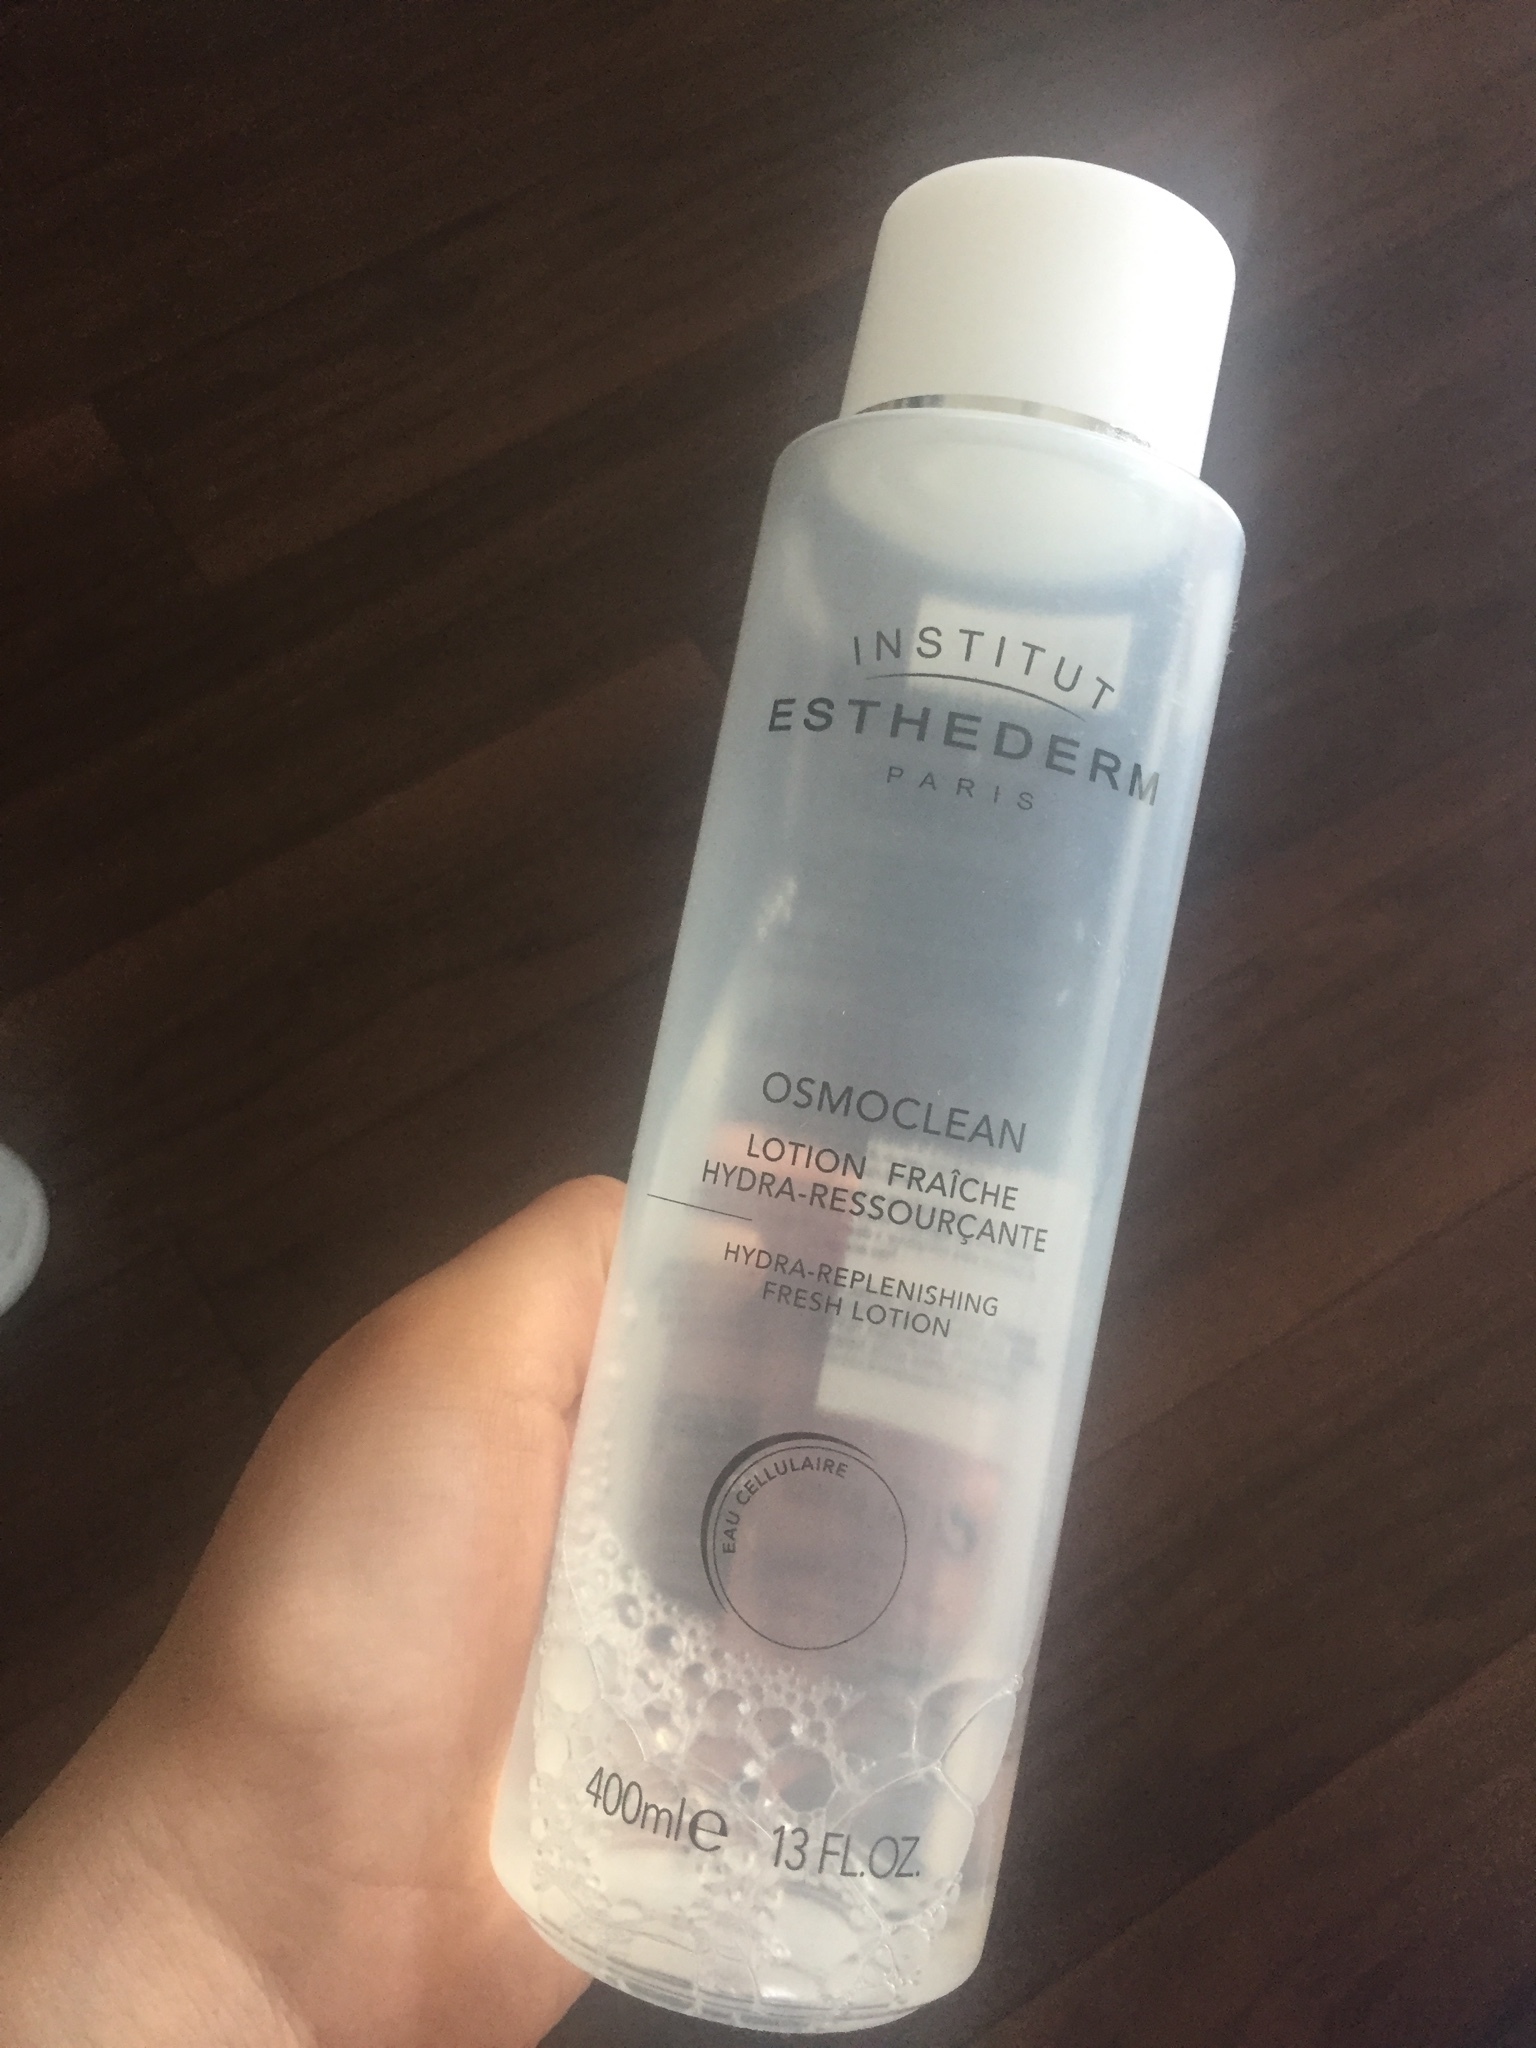 INSTITUT
ESTHEDERM
PARIS
OSMOCLEAN
LOTION FRAÎCHE
HYDRA-RESSOURÇANTE
HYDRA-REPLENISHING
FRESH LOTION
EAU CELLULAIRE
400ml e 13 FL.OZ.